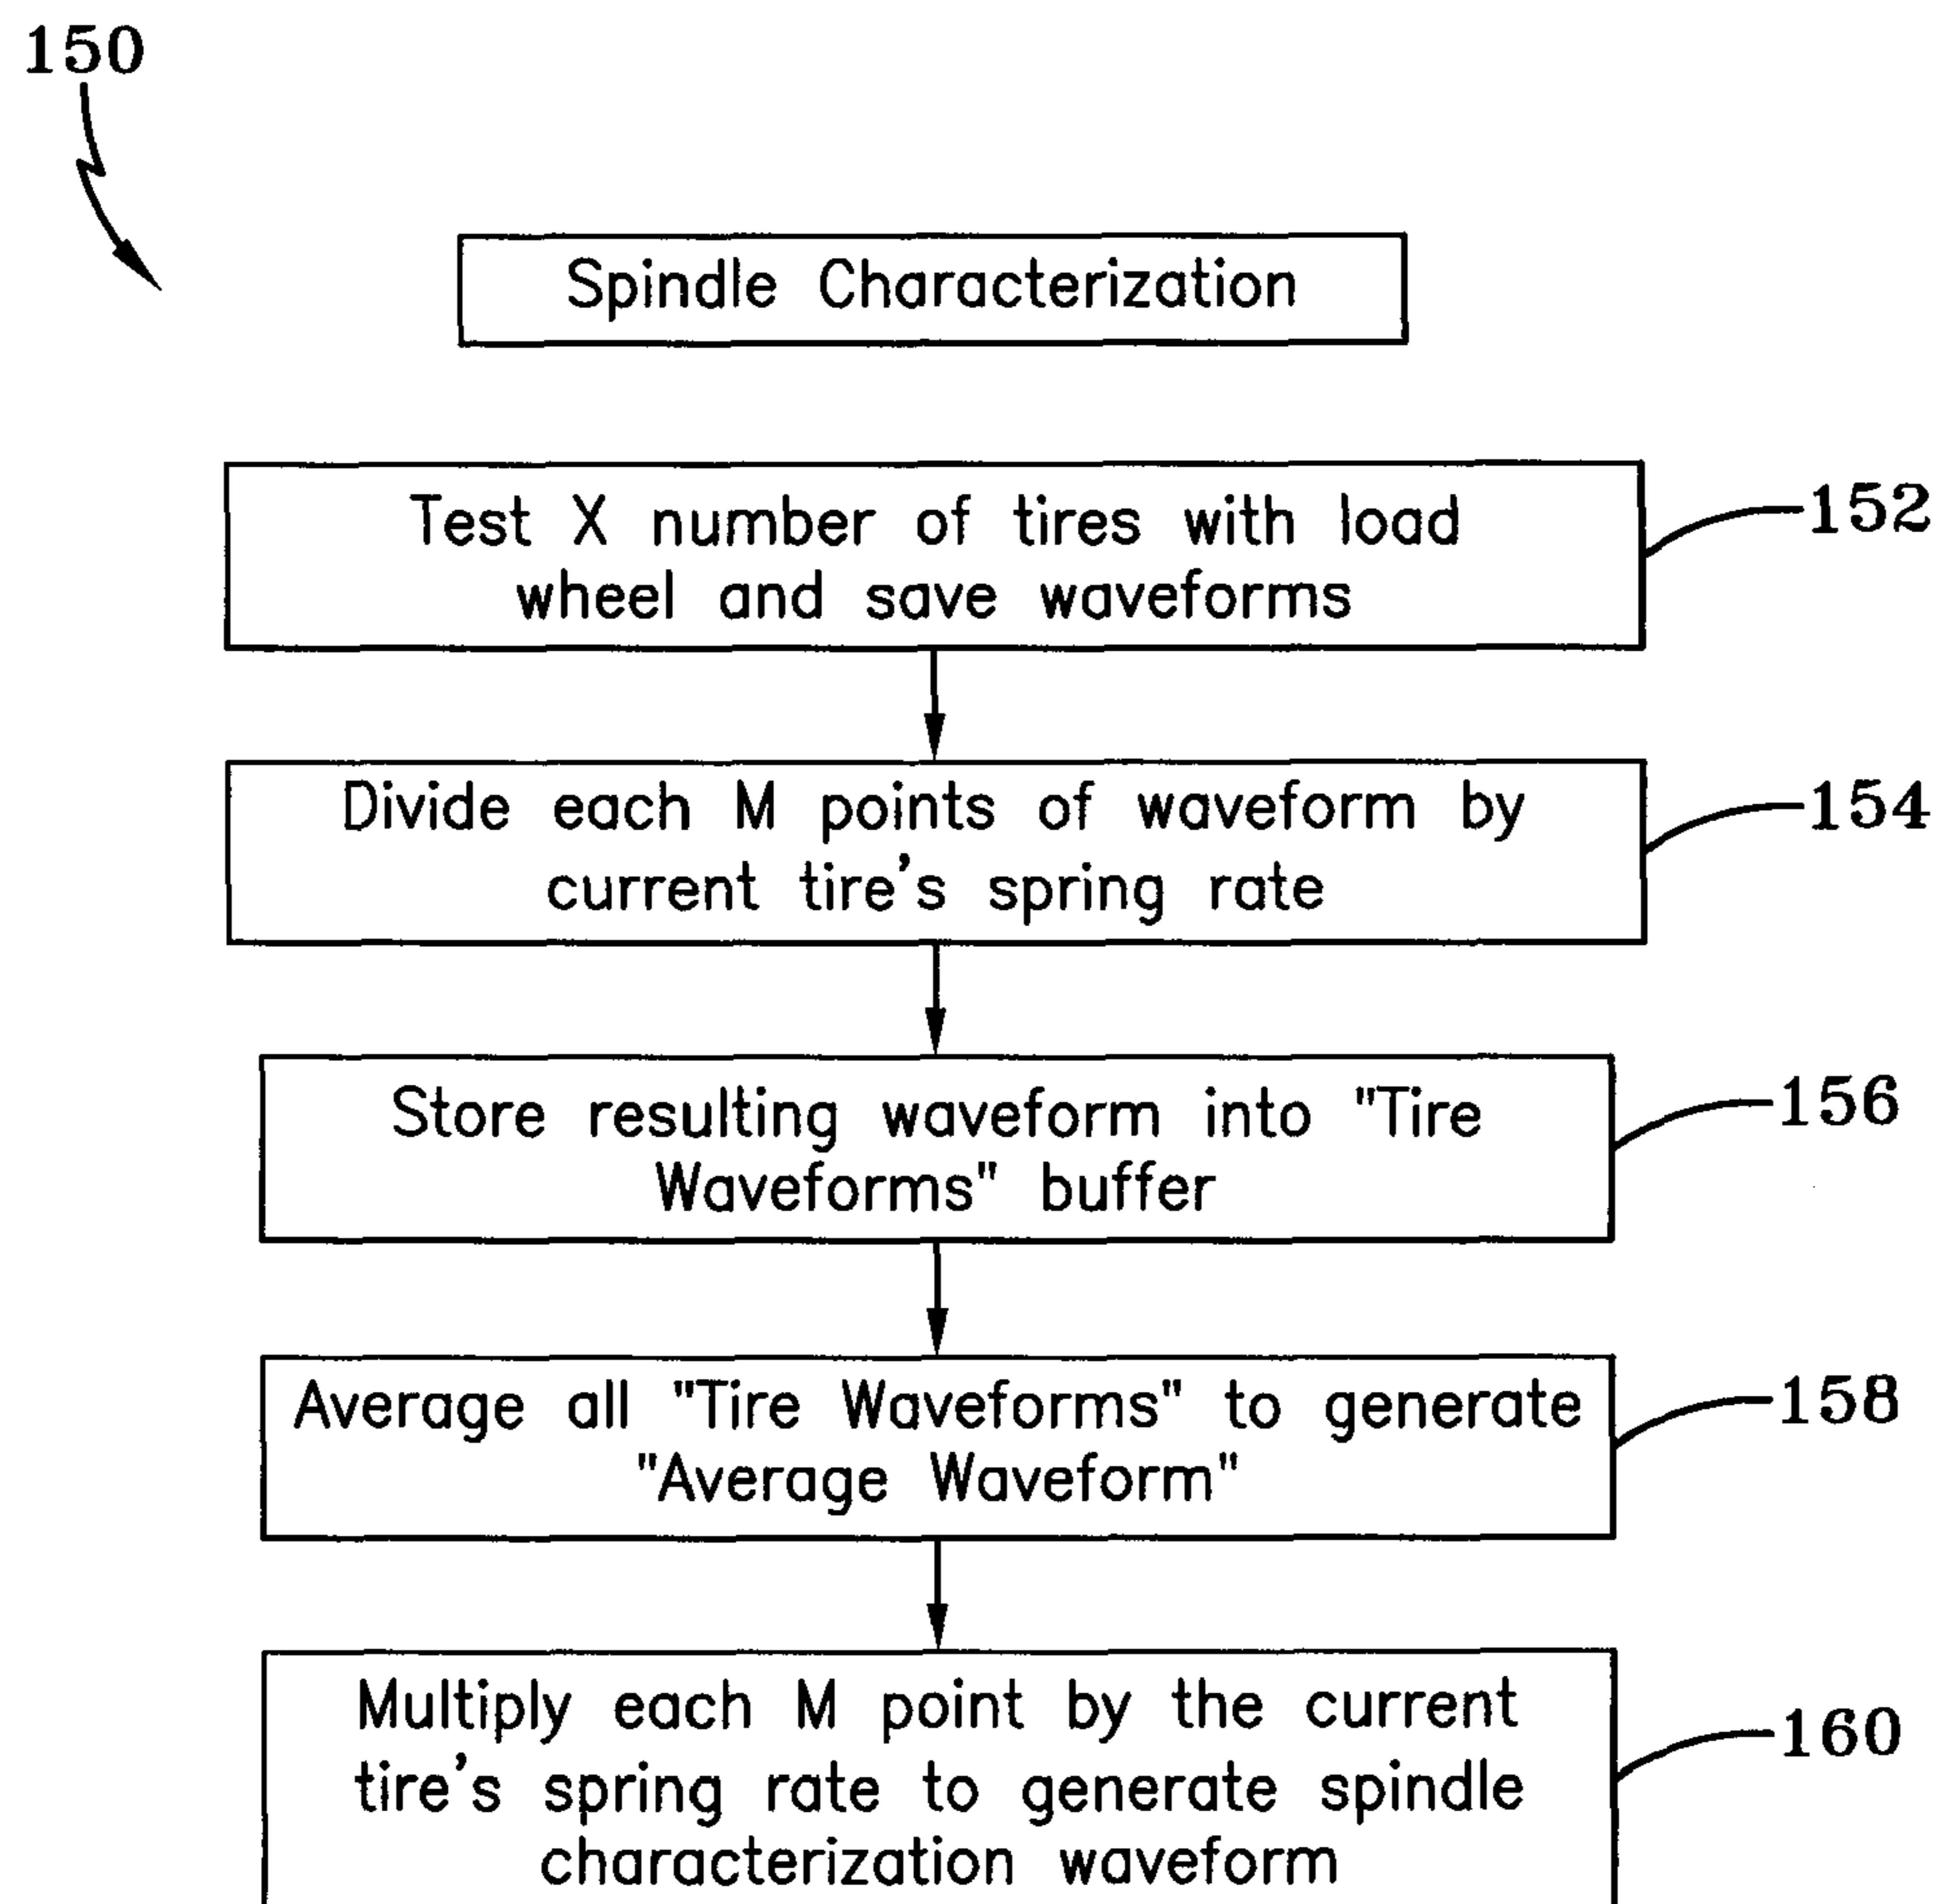 150
Spindle Characterization
Test X number of tires with load
wheel and save waveforms
152
Divide each M points of waveform by
current tire's spring rate
154
Store resulting waveform into "Tire
Waveforms" buffer
156
Average all "Tire Waveforms" to generate
"Average Waveform"
158
Multiply each M point by the current
tire's spring rate to generate spindle
characterization waveform
160